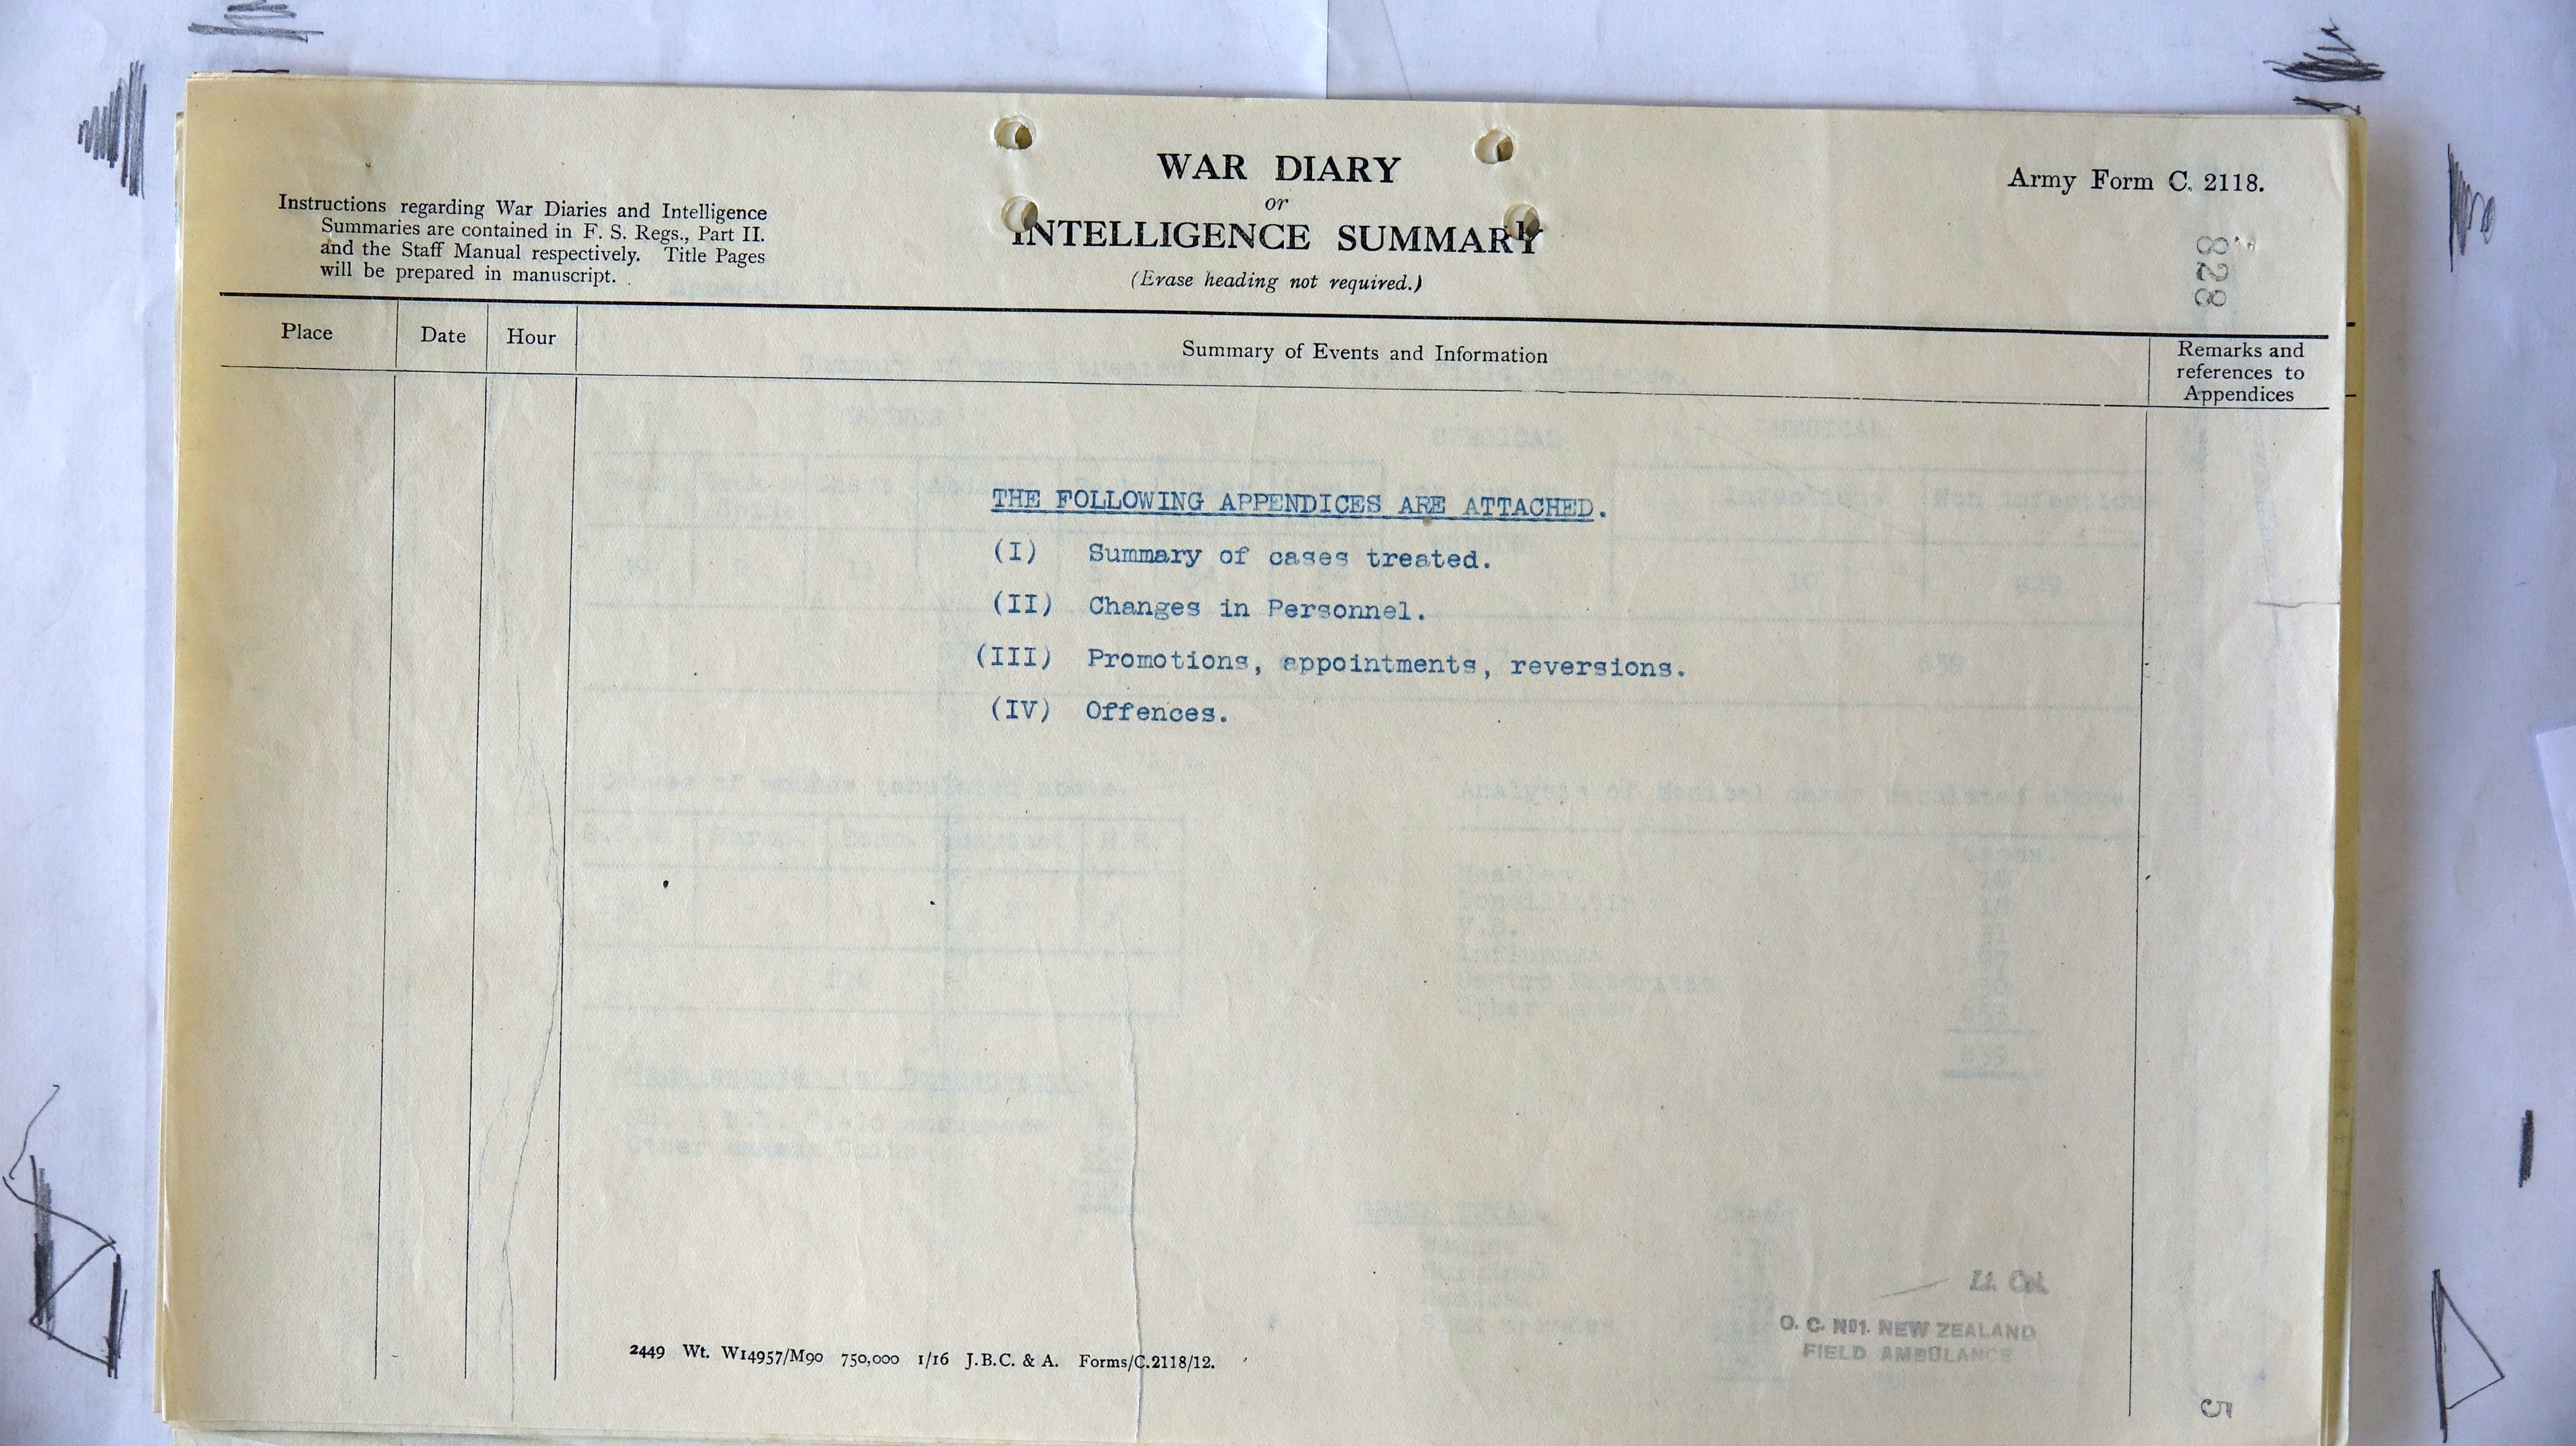 WAR DIARY
or
INTELLIGENCE SUMMARY
(Erase heading not required.)
Army Form C. 2118.
Instructions regarding War Diaries and Intelligence
Summaries are contained in F. S. Regs., Part II.
and the Staff Manual respectively. Title Pages
will be prepared in manuscript.
828
Place
Date
Hour
Summary of Events and Information
Remarks and
references to
Appendices
THE FOLLOWING APPENDICES ARE ATTACHED.
(I) Summary of cases treated.
(II) Changes in Personnel.
(III) Promotions, appointments, reversions.
(IV) Offences.
Lt. Col.
O. C. No1. NEW ZEALAND
FIELD AMBULANCE
2449 Wt. W14957/M90 750,000 1/16 J.B.C. & A. Forms/C.2118/12.
5